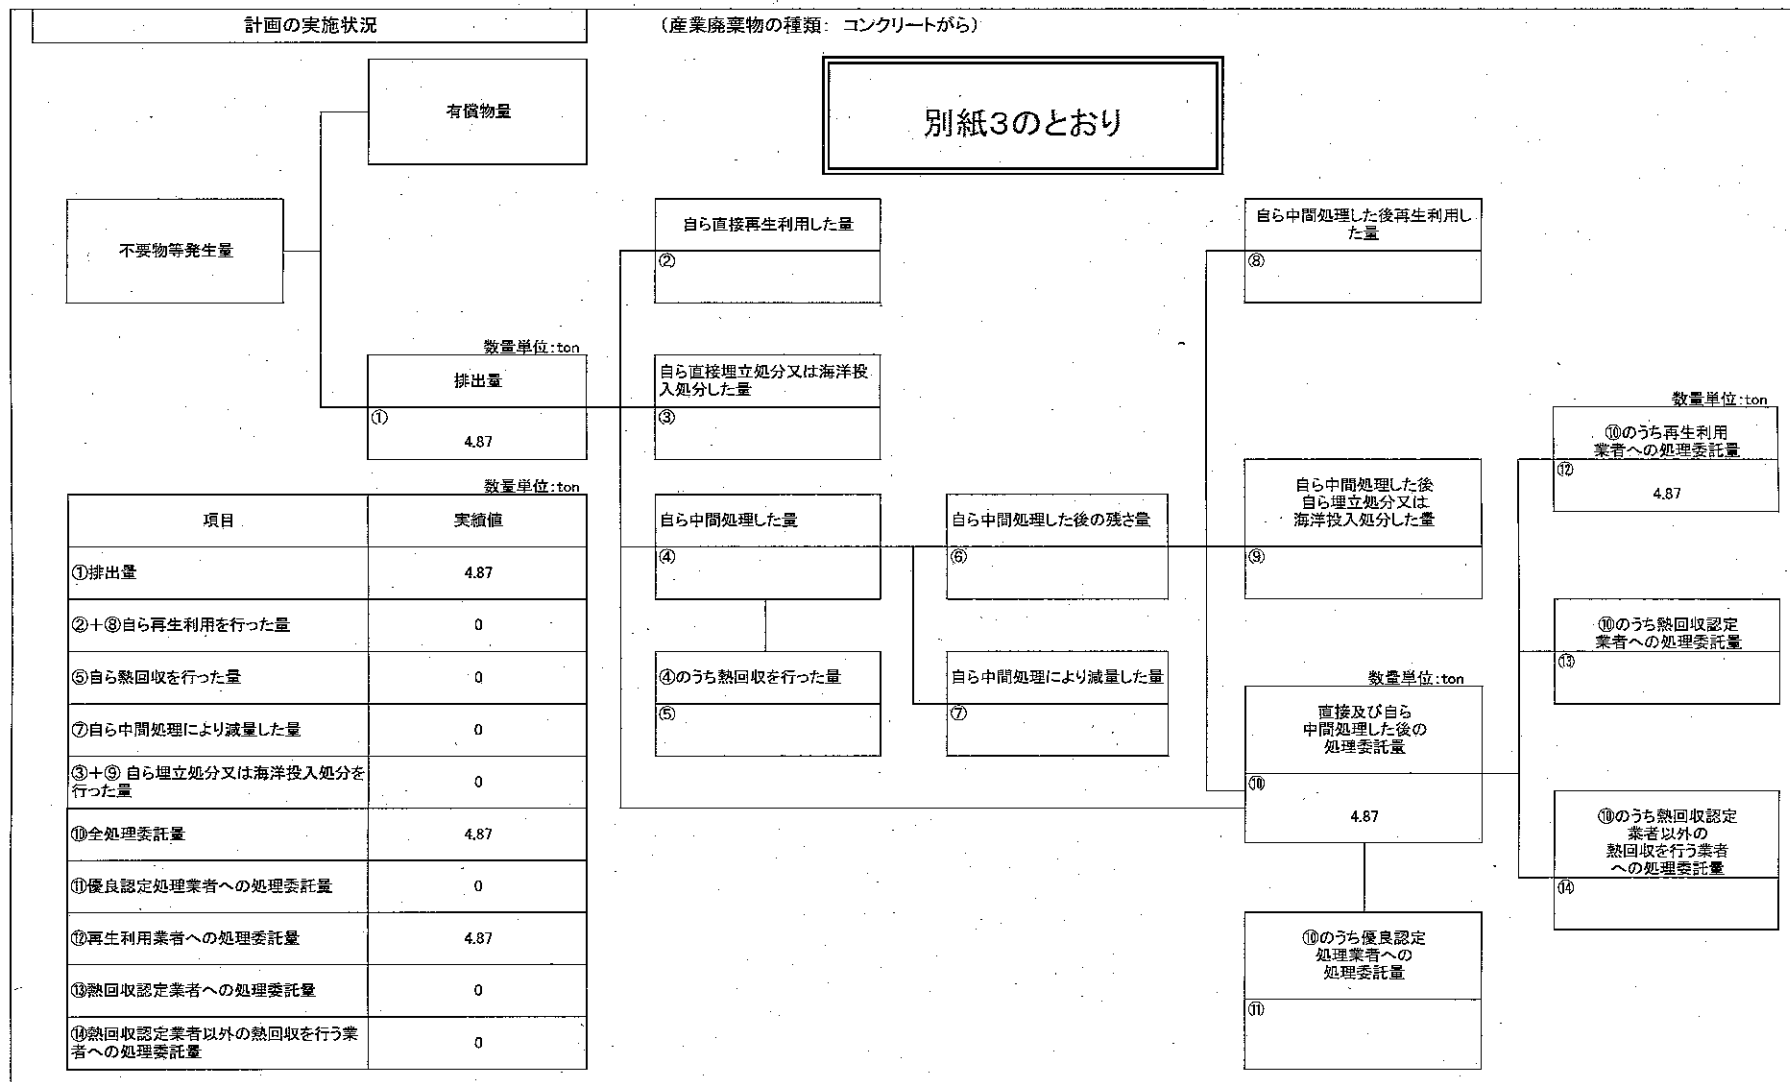 計画の実施状況
(産業廃棄物の種類: コンクリートがら)
別紙3のとおり
有償物量
不要物等発生量
数量単位:ton
排出量
①
4.87
自ら直接再生利用した量
②
自ら直接埋立処分又は海洋投
入処分した量
③
自ら中間処理した量
④
④のうち熱回収を行った量
⑤
自ら中間処理した後の残さ量
⑥
自ら中間処理により減量した量
⑦
自ら中間処理した後再生利用し
た量
⑧
自ら中間処理した後
自ら埋立処分又は
海洋投入処分した量
⑨
数量単位:ton
直接及び自ら
中間処理した後の
処理委託量
⑩
4.87
⑩のうち優良認定
処理業者への
処理委託量
⑪
数量単位:ton
⑩のうち再生利用
業者への処理委託量
⑫
4.87
⑩のうち熱回収認定
業者への処理委託量
⑬
⑩のうち熱回収認定
業者以外の
熱回収を行う業者
への処理委託量
⑭
数量単位:ton
項目 実績値
①排出量 4.87
②+⑧自ら再生利用を行った量 0
⑤自ら熱回収を行った量 0
⑦自ら中間処理により減量した量 0
③+⑨ 自ら埋立処分又は海洋投入処分を
行った量 0
⑩全処理委託量 4.87
⑪優良認定処理業者への処理委託量 0
⑫再生利用業者への処理委託量 4.87
⑬熱回収認定業者への処理委託量 0
⑭熱回収認定業者以外の熱回収を行う業
者への処理委託量 0